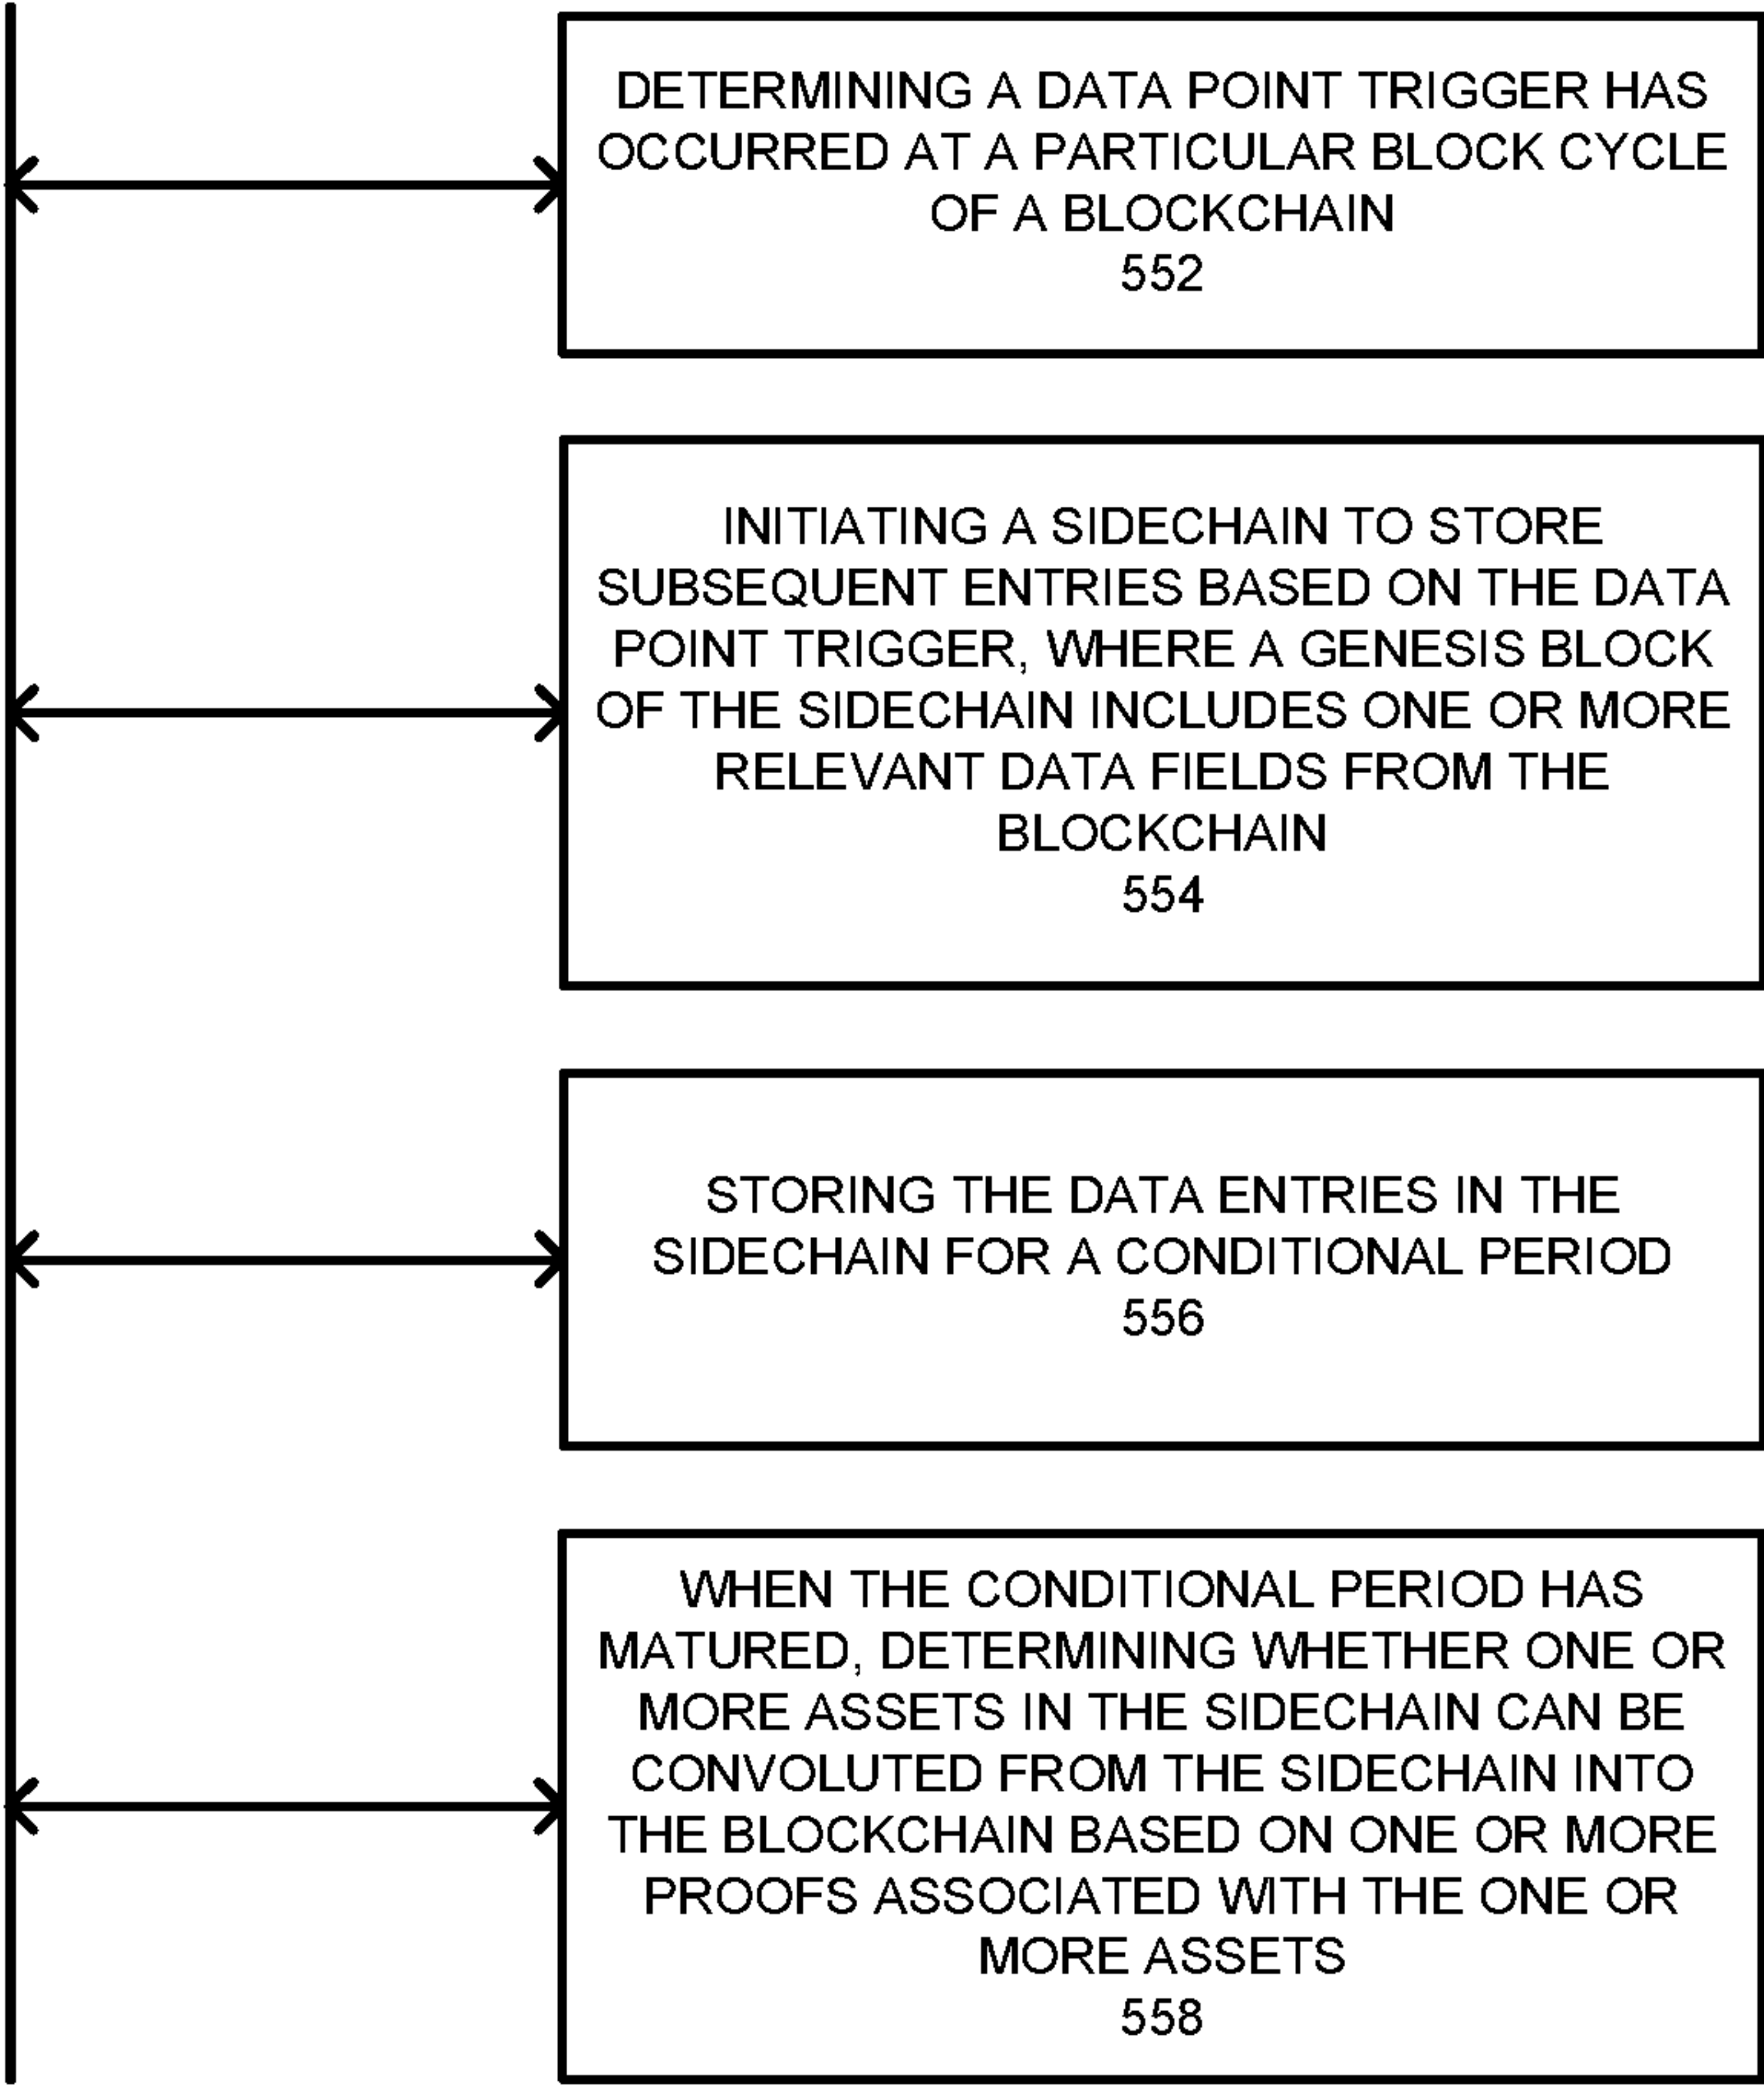 DETERMINING A DATA POINT TRIGGER HAS
OCCURRED AT A PARTICULAR BLOCK CYCLE
OF A BLOCKCHAIN
552
INITIATING A SIDECHAIN TO STORE
SUBSEQUENT ENTRIES BASED ON THE DATA
POINT TRIGGER, WHERE A GENESIS BLOCK
OF THE SIDECHAIN INCLUDES ONE OR MORE
RELEVANT DATA FIELDS FROM THE
BLOCKCHAIN
554
STORING THE DATA ENTRIES IN THE
SIDECHAIN FOR A CONDITIONAL PERIOD
556
WHEN THE CONDITIONAL PERIOD HAS
MATURED, DETERMINING WHETHER ONE OR
MORE ASSETS IN THE SIDECHAIN CAN BE
CONVOLUTED FROM THE SIDECHAIN INTO
THE BLOCKCHAIN BASED ON ONE OR MORE
PROOFS ASSOCIATED WITH THE ONE OR
MORE ASSETS
558